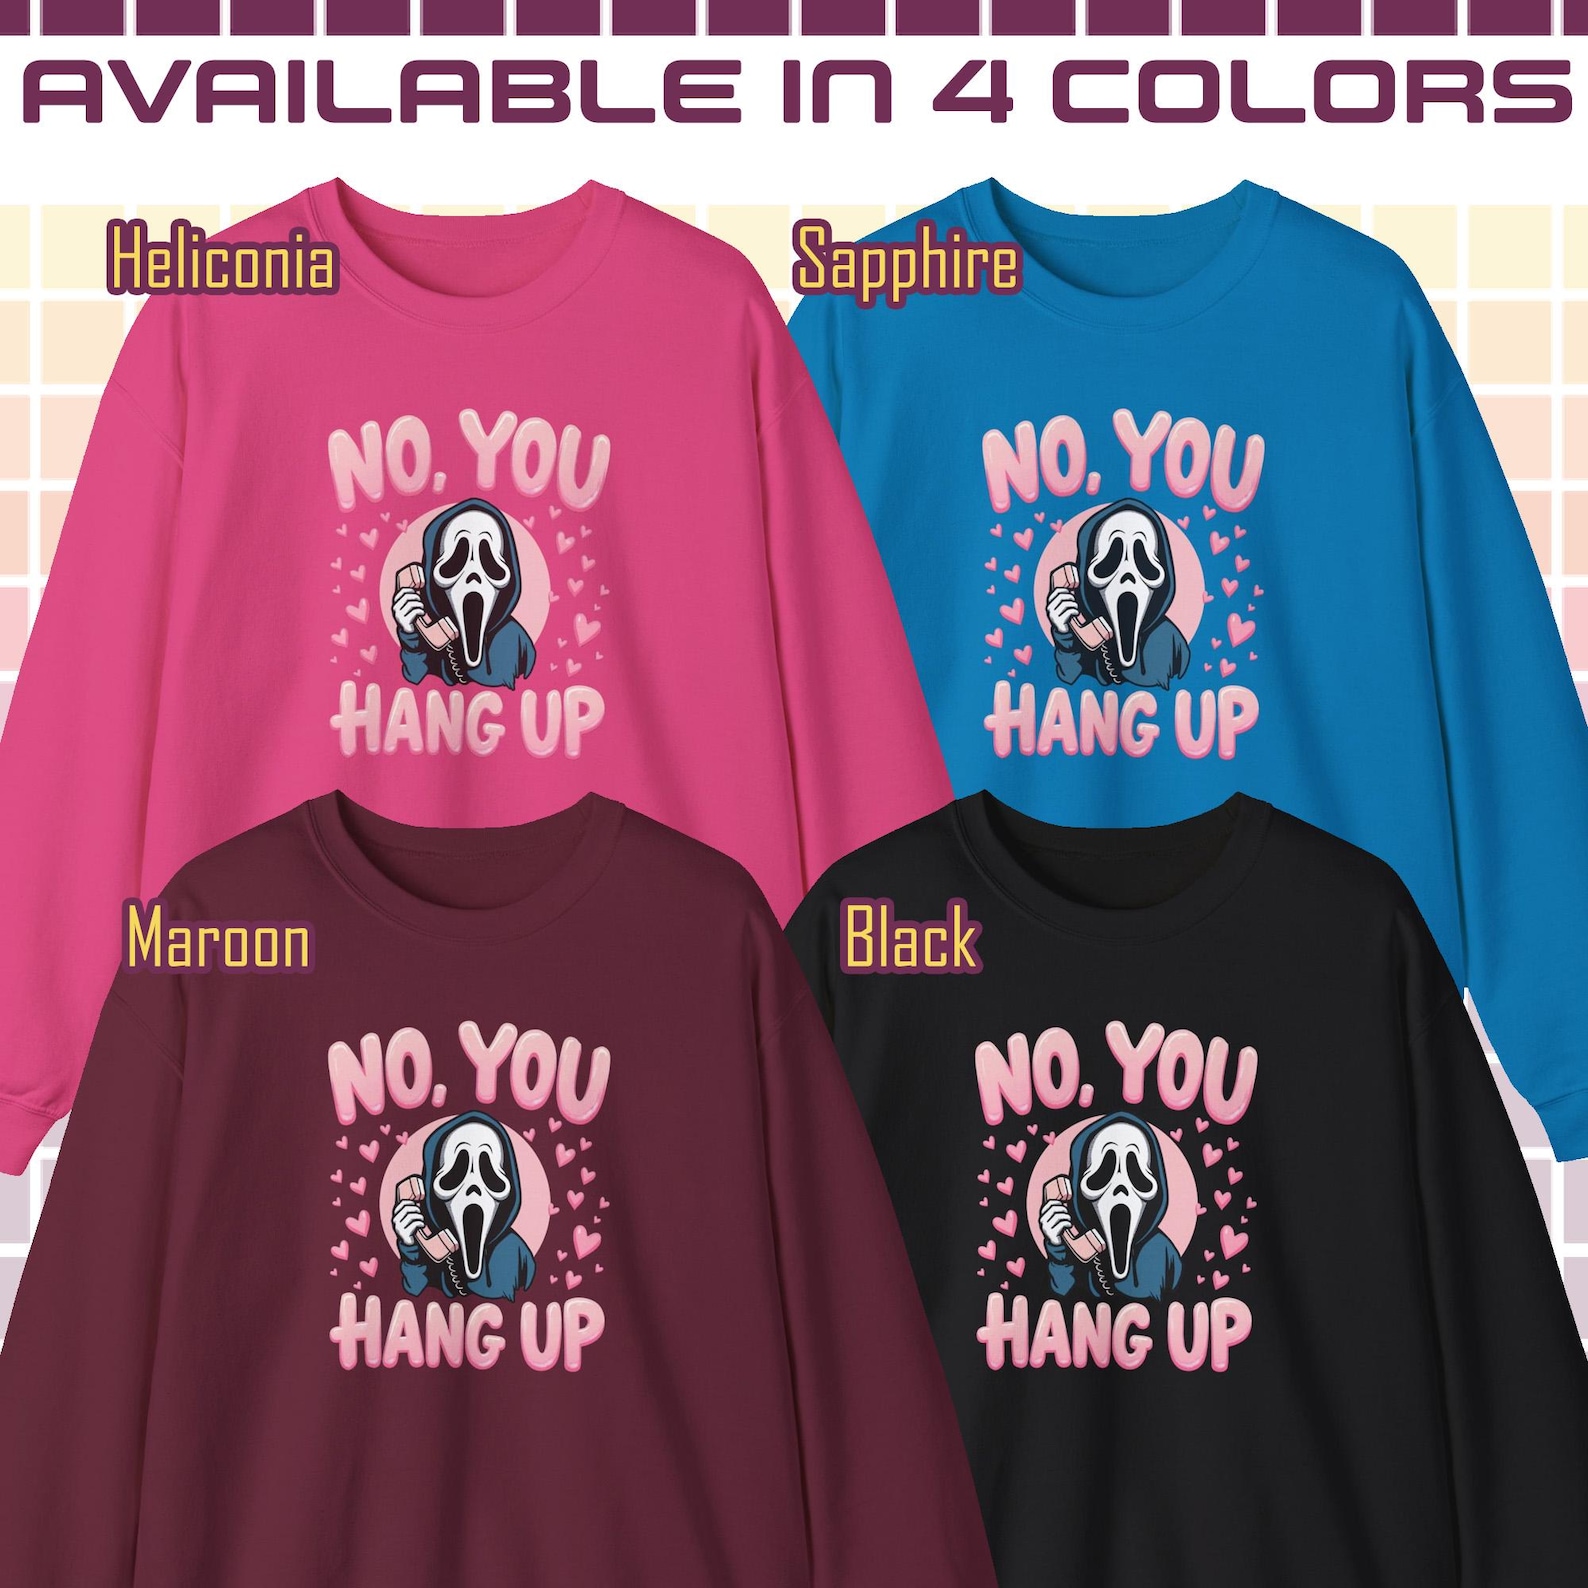 AVAILABLE IN 4 COLORS
Heliconia
Sapphire
NO, YOU
HANG UP
NO, YOU
HANG UP
Maroon
Black
NO, YOU
HANG UP
NO, YOU
HANG UP